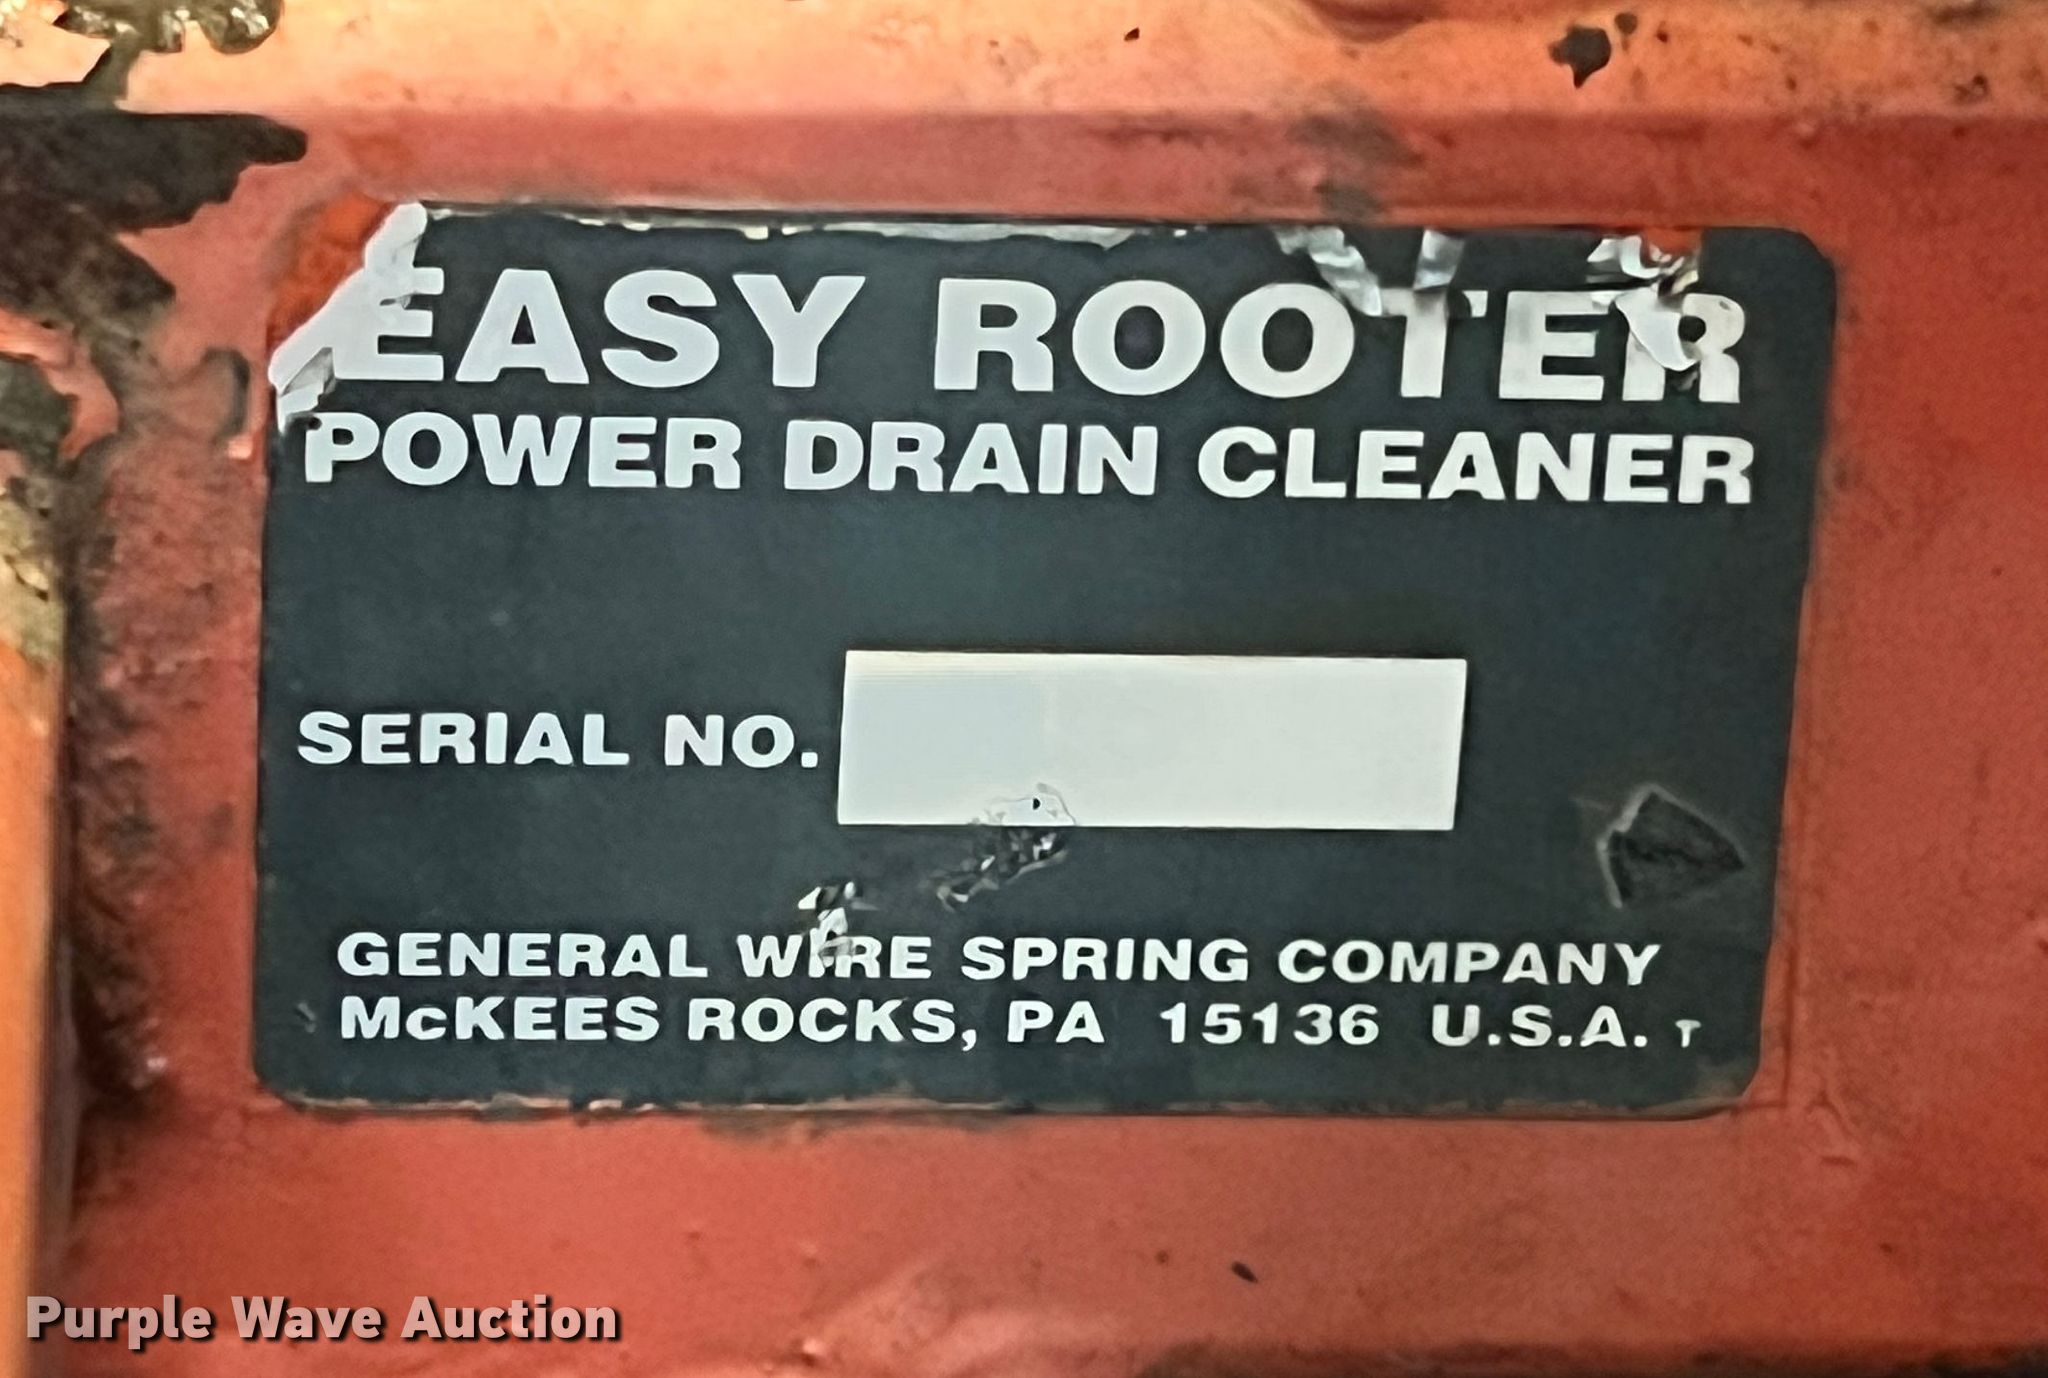 EASY ROOTER
POWER DRAIN CLEANER
SERIAL NO.
GENERAL WIRE SPRING COMPANY
McKEES ROCKS, PA 15136 U.S.A. T
Purple Wave Auction